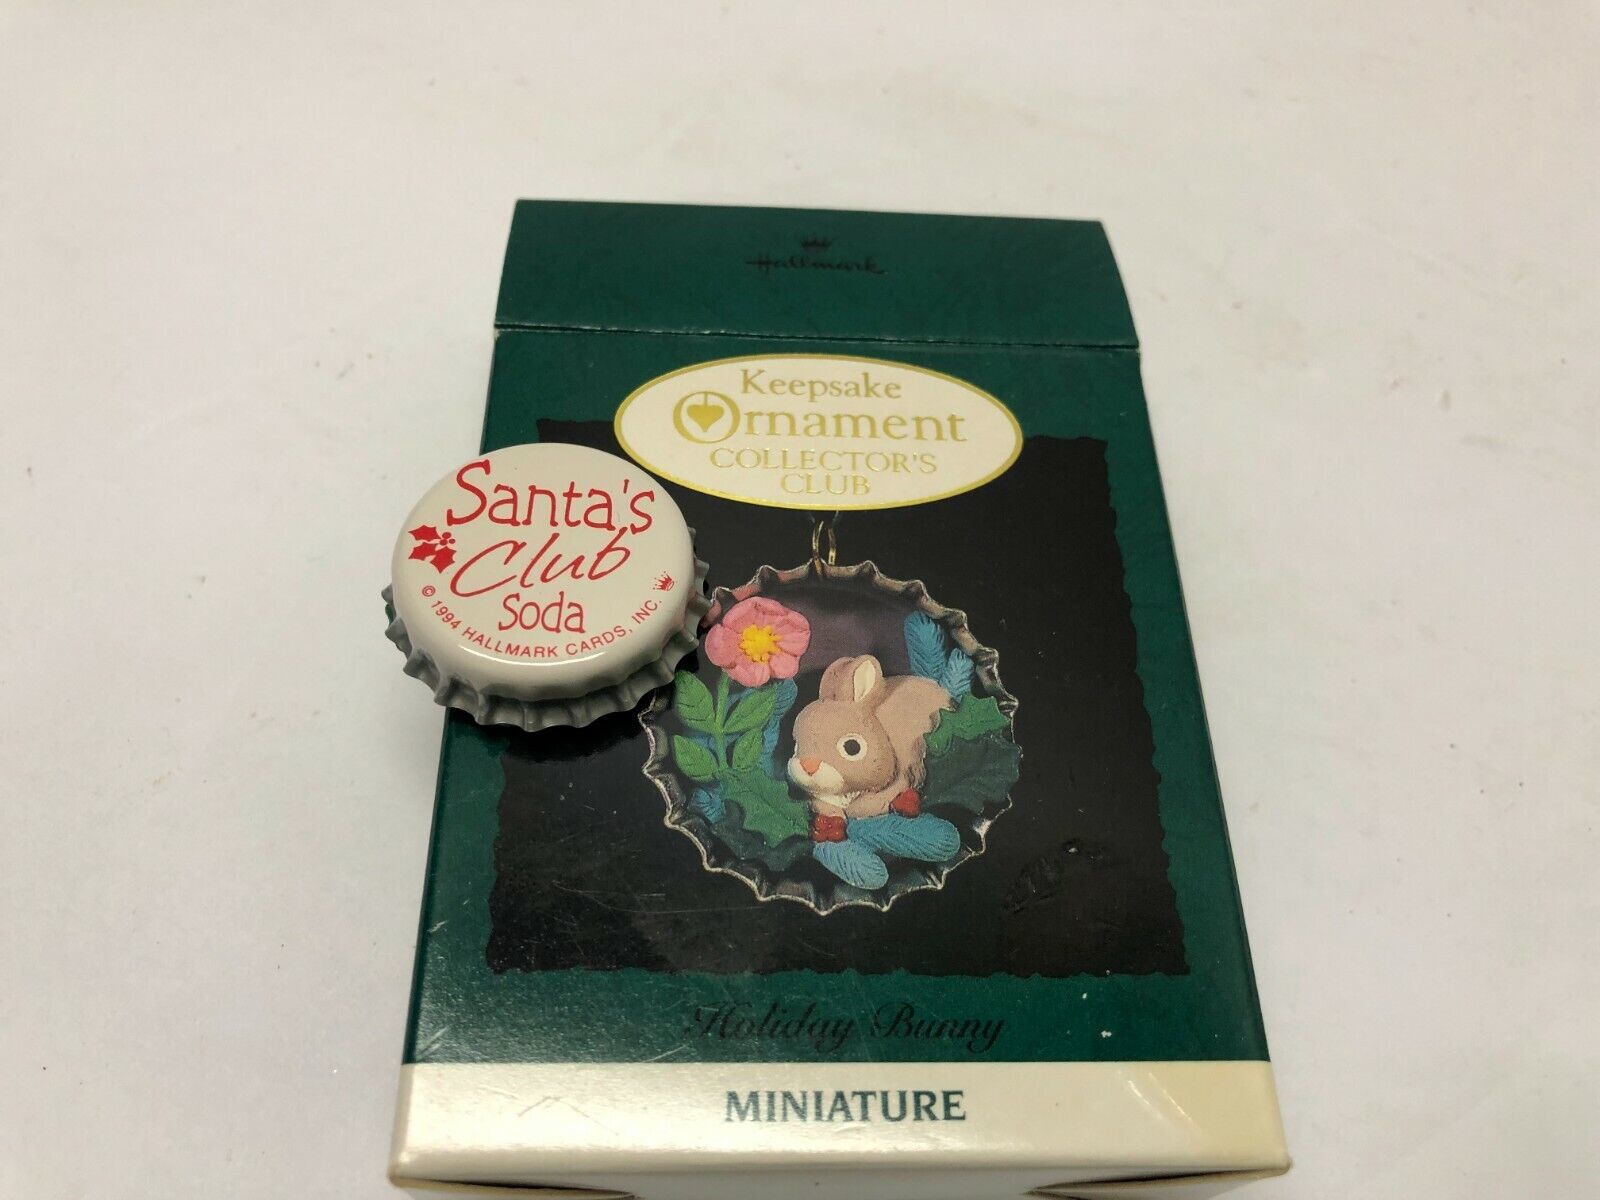 Hallmark
Keepsake
Ornament
COLLECTOR'S
CLUB
Santa's
Club
Soda
© 1994 HALLMARK CARDS, INC.
Holiday Bunny
MINIATURE